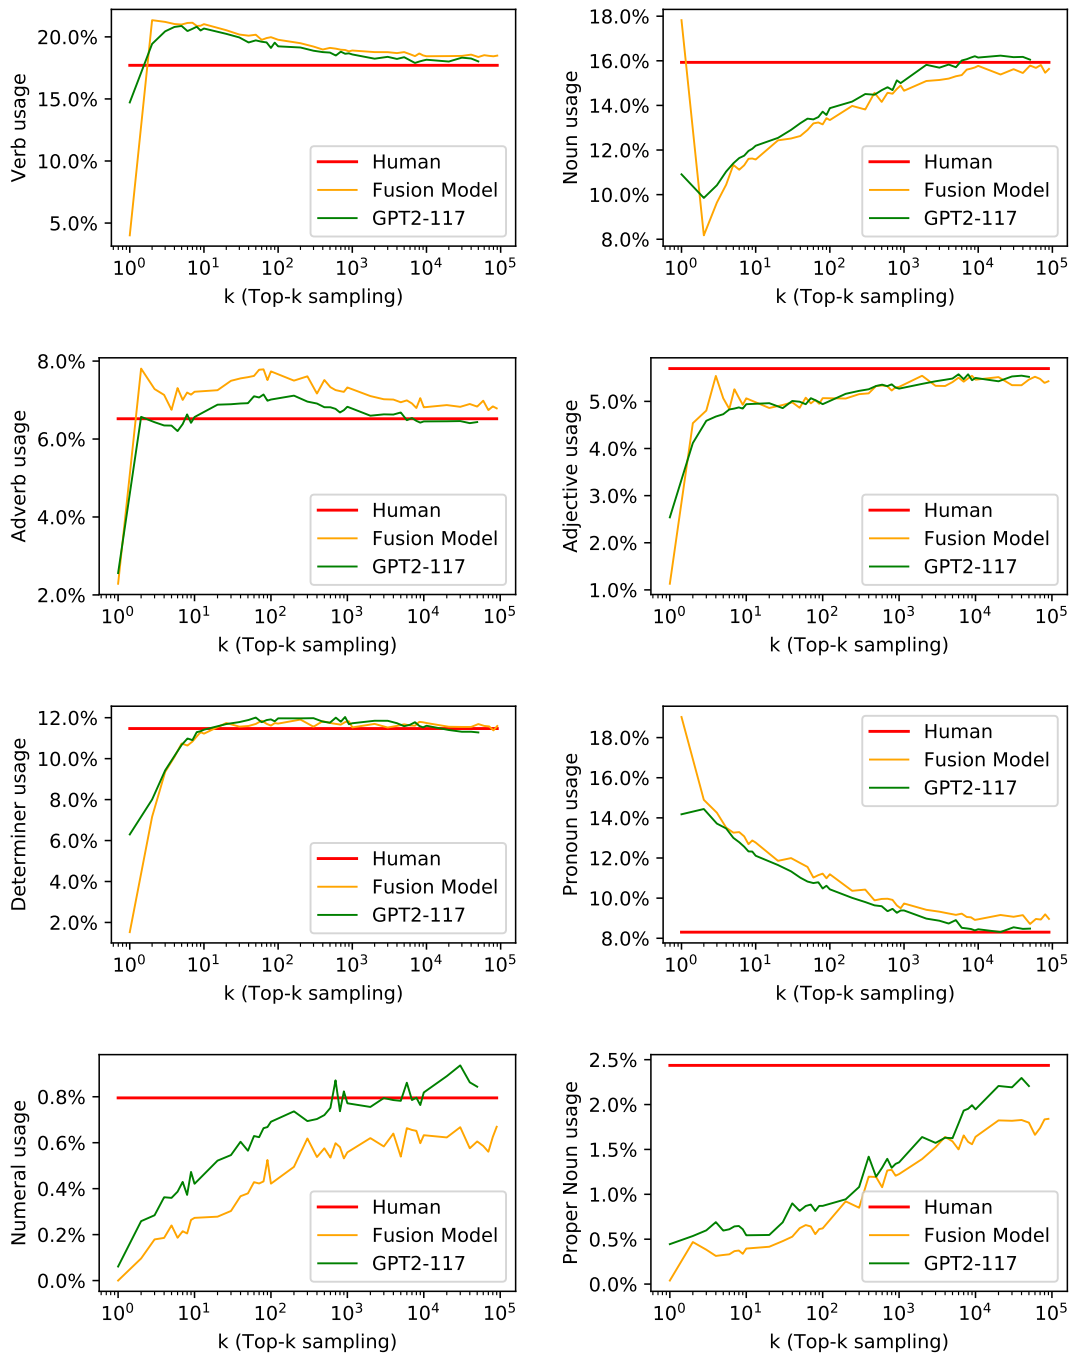 Verb usage
20.0%
15.0%
10.0%
5.0%
10^0 10^1 10^2 10^3 10^4 10^5
k (Top-k sampling)
Human
Fusion Model
GPT2-117
Noun usage
18.0%
16.0%
14.0%
12.0%
10.0%
8.0%
10^0 10^1 10^2 10^3 10^4 10^5
k (Top-k sampling)
Human
Fusion Model
GPT2-117
Adverb usage
8.0%
6.0%
4.0%
2.0%
10^0 10^1 10^2 10^3 10^4 10^5
k (Top-k sampling)
Human
Fusion Model
GPT2-117
Adjective usage
5.0%
4.0%
3.0%
2.0%
1.0%
10^0 10^1 10^2 10^3 10^4 10^5
k (Top-k sampling)
Human
Fusion Model
GPT2-117
Determiner usage
12.0%
10.0%
8.0%
6.0%
4.0%
2.0%
10^0 10^1 10^2 10^3 10^4 10^5
k (Top-k sampling)
Human
Fusion Model
GPT2-117
Pronoun usage
18.0%
16.0%
14.0%
12.0%
10.0%
8.0%
10^0 10^1 10^2 10^3 10^4 10^5
k (Top-k sampling)
Human
Fusion Model
GPT2-117
Numeral usage
0.8%
0.6%
0.4%
0.2%
0.0%
10^0 10^1 10^2 10^3 10^4 10^5
k (Top-k sampling)
Human
Fusion Model
GPT2-117
Proper Noun usage
2.5%
2.0%
1.5%
1.0%
0.5%
0.0%
10^0 10^1 10^2 10^3 10^4 10^5
k (Top-k sampling)
Human
Fusion Model
GPT2-117